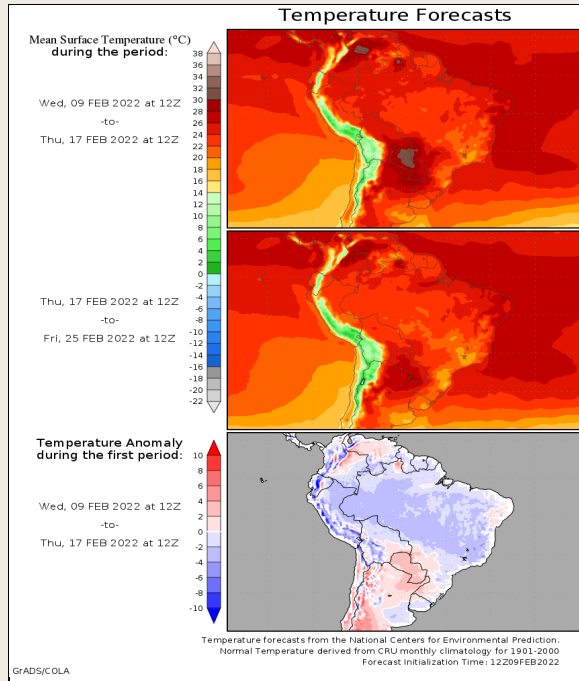 Temperature Forecasts
Mean Surface Temperature (°C)
during the period:
Wed, 09 FEB 2022 at 12Z
-to-
Thu, 17 FEB 2022 at 12Z
38
36
34
32
30
28
26
24
22
20
18
16
14
12
10
8
6
4
2
0
-2
-4
-6
-8
-10
-12
-14
-16
-18
-20
-22
Thu, 17 FEB 2022 at 12Z
-to-
Fri, 25 FEB 2022 at 12Z
Temperature Anomaly
during the first period:
Wed, 09 FEB 2022 at 12Z
-to-
Thu, 17 FEB 2022 at 12Z
10
8
6
4
2
0
-2
-4
-6
-8
-10
Temperature forecasts from the National Centers for Environmental Prediction.
Normal Temperature derived from CRU monthly climatology for 1901-2000
Forecast Initialization Time: 12Z09FEB2022
GrADS/COLA